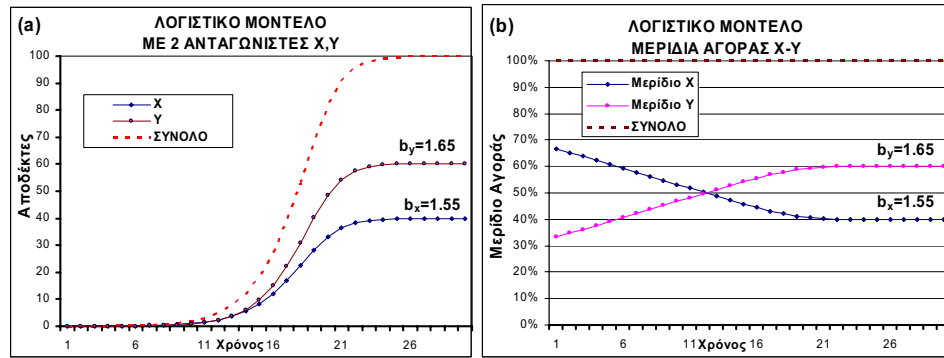 (a)
ΛΟΓΙΣΤΙΚΟ ΜΟΝΤΕΛΟ
ΜΕ 2 ΑΝΤΑΓΩΝΙΣΤΕΣ Χ,Υ
Αποδέκτες
100
90
80
70
60
50
40
30
20
10
0
X
Y
ΣΥΝΟΛΟ
by=1.65
bx=1.55
1
6
11
Χρόνος
16
21
26
(b)
ΛΟΓΙΣΤΙΚΟ ΜΟΝΤΕΛΟ
ΜΕΡΙΔΙΑ ΑΓΟΡΑΣ Χ-Υ
Μερίδιο Αγοράς
100%
90%
80%
70%
60%
50%
40%
30%
20%
10%
0%
Μερίδιο Χ
Μερίδιο Υ
ΣΥΝΟΛΟ
by=1.65
bx=1.55
1
6
11
Χρόνος
16
21
26